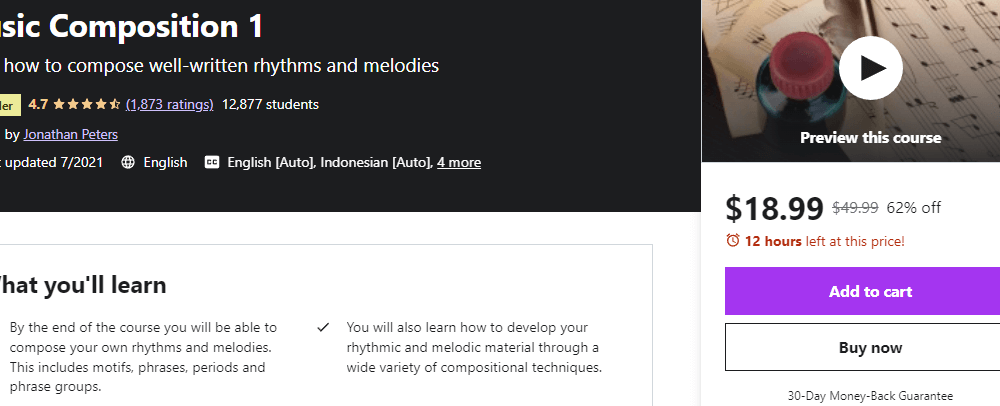 sic Composition 1
how to compose well-written rhythms and melodies
ler 4.7 (1,873 ratings) 12,877 students
by Jonathan Peters
t updated 7/2021 English English [Auto], Indonesian [Auto], 4 more
Preview this course
$18.99 $49.99 62% off
12 hours left at this price!
Add to cart
Buy now
30-Day Money-Back Guarantee
hat you'll learn
By the end of the course you will be able to
compose your own rhythms and melodies.
This includes motifs, phrases, periods and
phrase groups.
You will also learn how to develop your
rhythmic and melodic material through a
wide variety of compositional techniques.